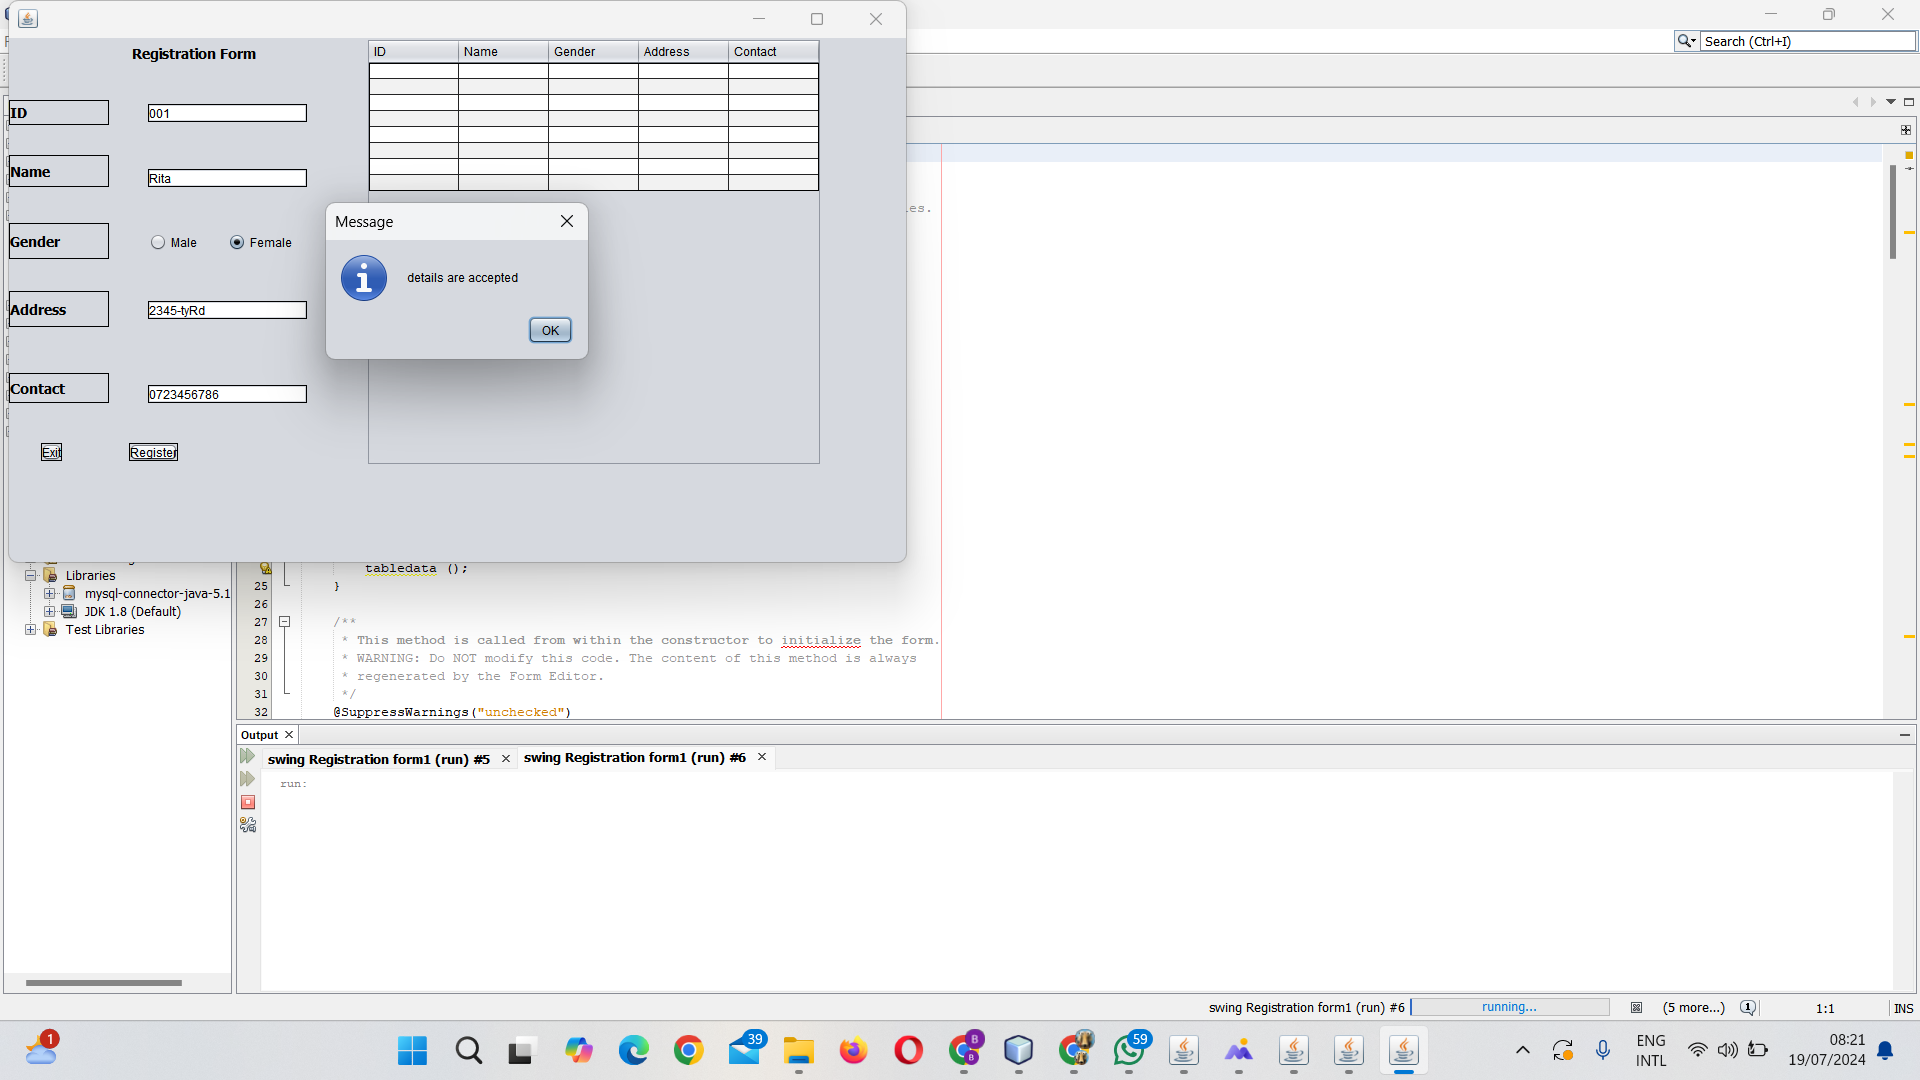 Registration Form
ID
001
Name
Rita
Gender
Male
Female
Address
2345-tyRd
Contact
0723456786
Exit
Register
ID Name Gender Address Contact
Message
details are accepted
OK
Search (Ctrl+I)
es.
Libraries
mysql-connector-java-5.1
JDK 1.8 (Default)
Test Libraries
tabledata ();
25 }
26
27 /**
28 * This method is called from within the constructor to initialize the form.
29 * WARNING: Do NOT modify this code. The content of this method is always
30 * regenerated by the Form Editor.
31 */
32 @SuppressWarnings("unchecked")
Output
swing Registration form1 (run) #5
swing Registration form1 (run) #6
run:
swing Registration form1 (run) #6
running...
(5 more...)
1
1:1
INS
1
39
B
B
59
ENG
INTL
08:21
19/07/2024